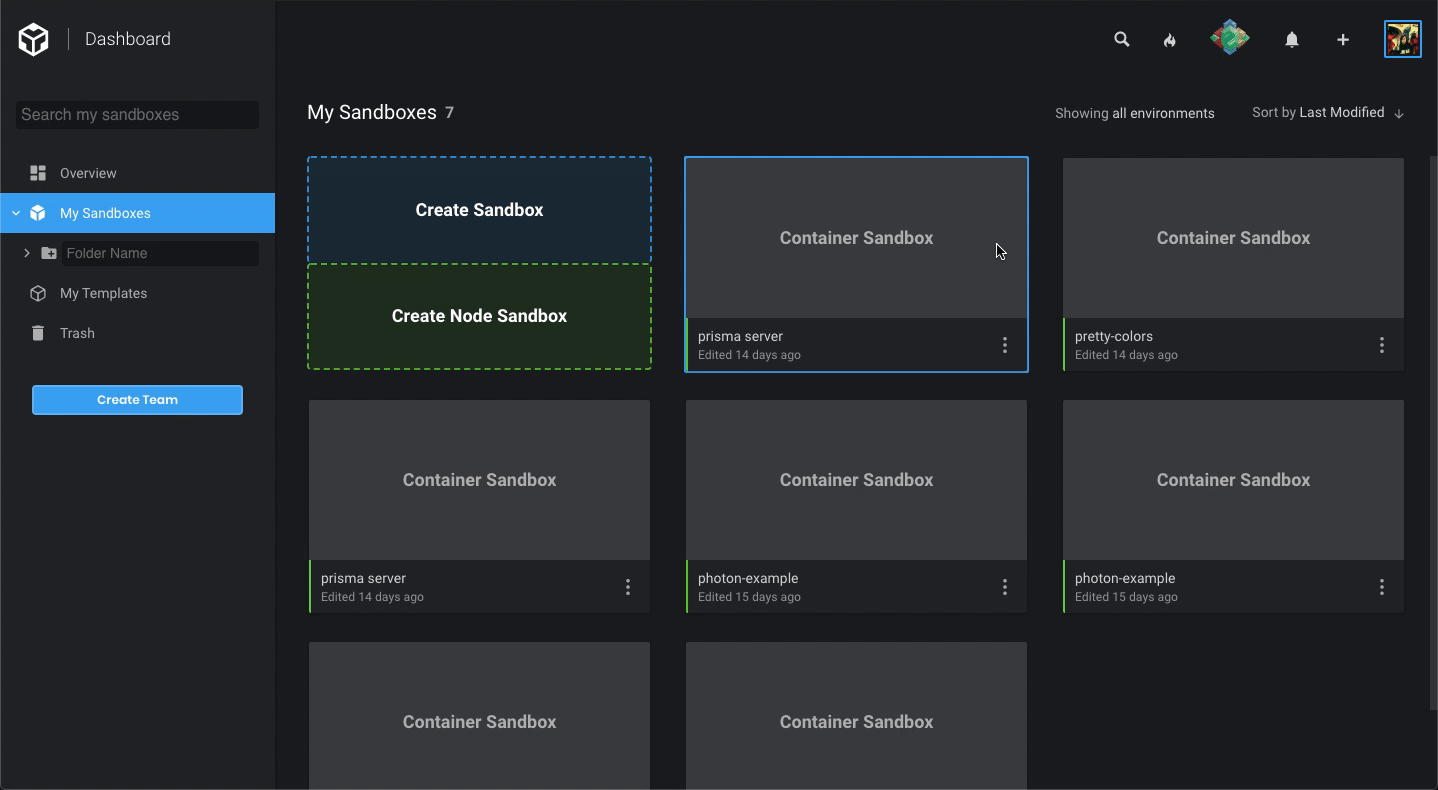 Dashboard
Search my sandboxes
Overview
My Sandboxes
Folder Name
My Templates
Trash
Create Team
My Sandboxes 7
Showing all environments
Sort by Last Modified
Create Sandbox
Create Node Sandbox
Container Sandbox
prisma server
Edited 14 days ago
Container Sandbox
pretty-colors
Edited 14 days ago
Container Sandbox
prisma server
Edited 14 days ago
Container Sandbox
photon-example
Edited 15 days ago
Container Sandbox
photon-example
Edited 15 days ago
Container Sandbox
Container Sandbox